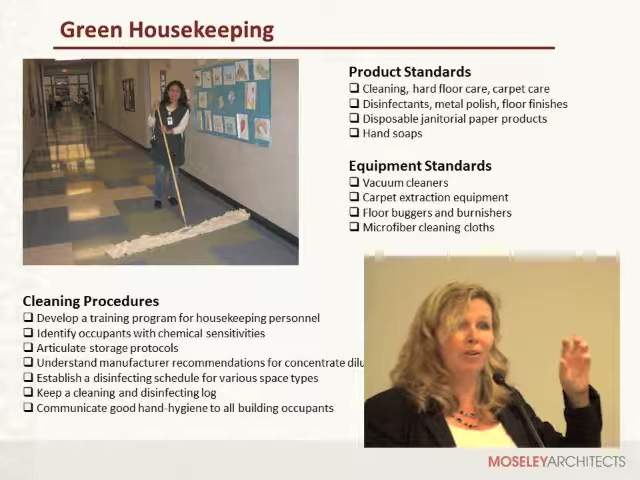 Green Housekeeping
Product Standards
Cleaning, hard floor care, carpet care
Disinfectants, metal polish, floor finishes
Disposable janitorial paper products
Hand soaps
Equipment Standards
Vacuum cleaners
Carpet extraction equipment
Floor buggers and burnishers
Microfiber cleaning cloths
Cleaning Procedures
Develop a training program for housekeeping personnel
Identify occupants with chemical sensitivities
Articulate storage protocols
Understand manufacturer recommendations for concentrate dilu
Establish a disinfecting schedule for various space types
Keep a cleaning and disinfecting log
Communicate good hand-hygiene to all building occupants
MOSELEYARCHITECTS